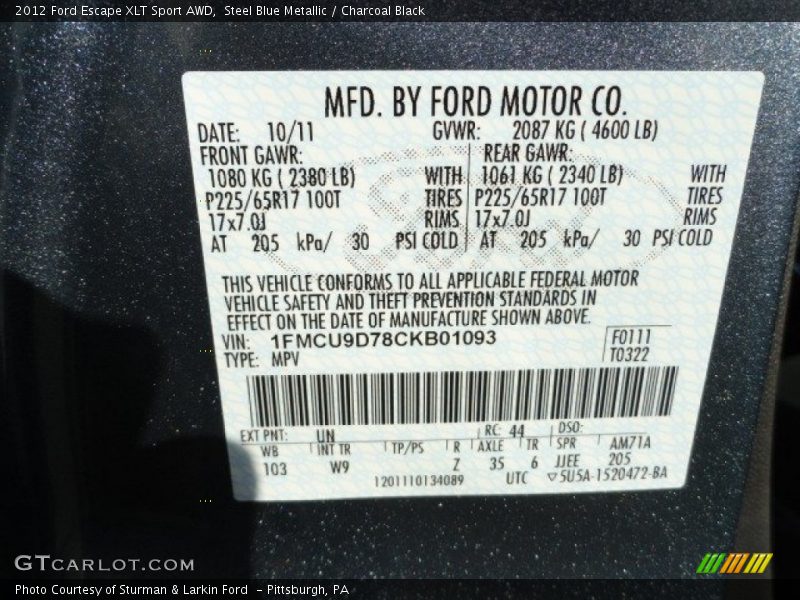 2012 Ford Escape XLT Sport AWD,  Steel Blue Metallic / Charcoal Black
MFD. BY FORD MOTOR CO.
DATE: 10/11 GVWR: 2087 KG ( 4600 LB)
FRONT GAWR: REAR GAWR:
1080 KG ( 2380 LB) WITH 1061 KG ( 2340 LB) WITH
P225/65R17 100T TIRES P225/65R17 100T TIRES
17x7.0J RIMS 17x7.0J RIMS
AT 205 kPa/ 30 PSI COLD AT 205 kPa/ 30 PSI COLD
THIS VEHICLE CONFORMS TO ALL APPLICABLE FEDERAL MOTOR
VEHICLE SAFETY AND THEFT PREVENTION STANDARDS IN
EFFECT ON THE DATE OF MANUFACTURE SHOWN ABOVE.
VIN: 1FMCU9D78CKB01093 F0111
TYPE: MPV T0322
EXT PNT: UN RC: 44 DSO:
WB INT TR TP/PS R AXLE TR SPR AM71A
103 W9 Z 35 6 JJEE 205
1201110134089 UTC ▽5U5A-1520472-BA
GTCARLOT.COM
Photo Courtesy of Sturman & Larkin Ford  - Pittsburgh, PA